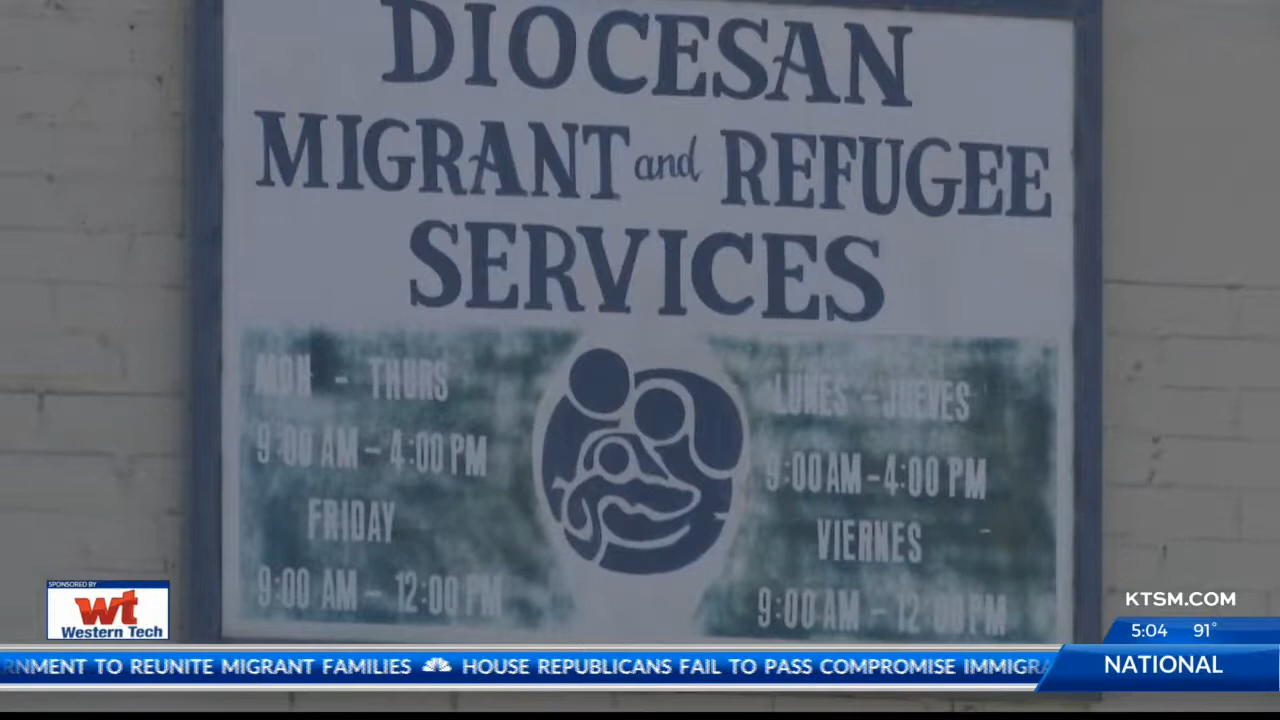 DIOCESAN
MIGRANT and REFUGEE
SERVICES
MON - THURS
9:00 AM - 4:00 PM
FRIDAY
9:00 AM - 12:00 PM
LUNES - JUEVES
9:00 AM - 4:00 PM
VIERNES
9:00 AM - 12:00 PM
SPONSORED BY
wt
Western Tech
KTSM.COM
5:04 91°
RNMENT TO REUNITE MIGRANT FAMILIES HOUSE REPUBLICANS FAIL TO PASS COMPROMISE IMMIGRA
NATIONAL